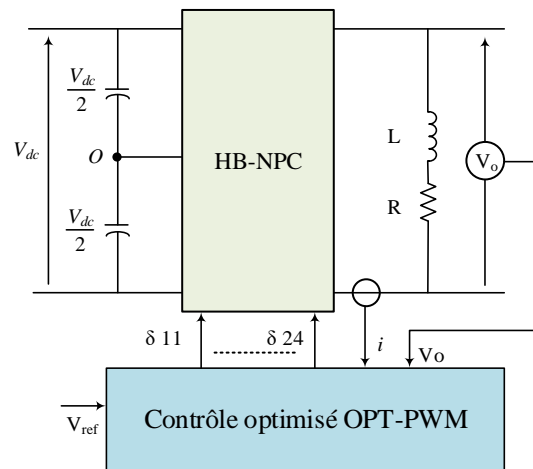 V_dc/2
V_dc
O
V_dc/2
HB-NPC
L
R
V_o
δ 11
δ 24
i
Vo
V_ref
Contrôle optimisé OPT-PWM